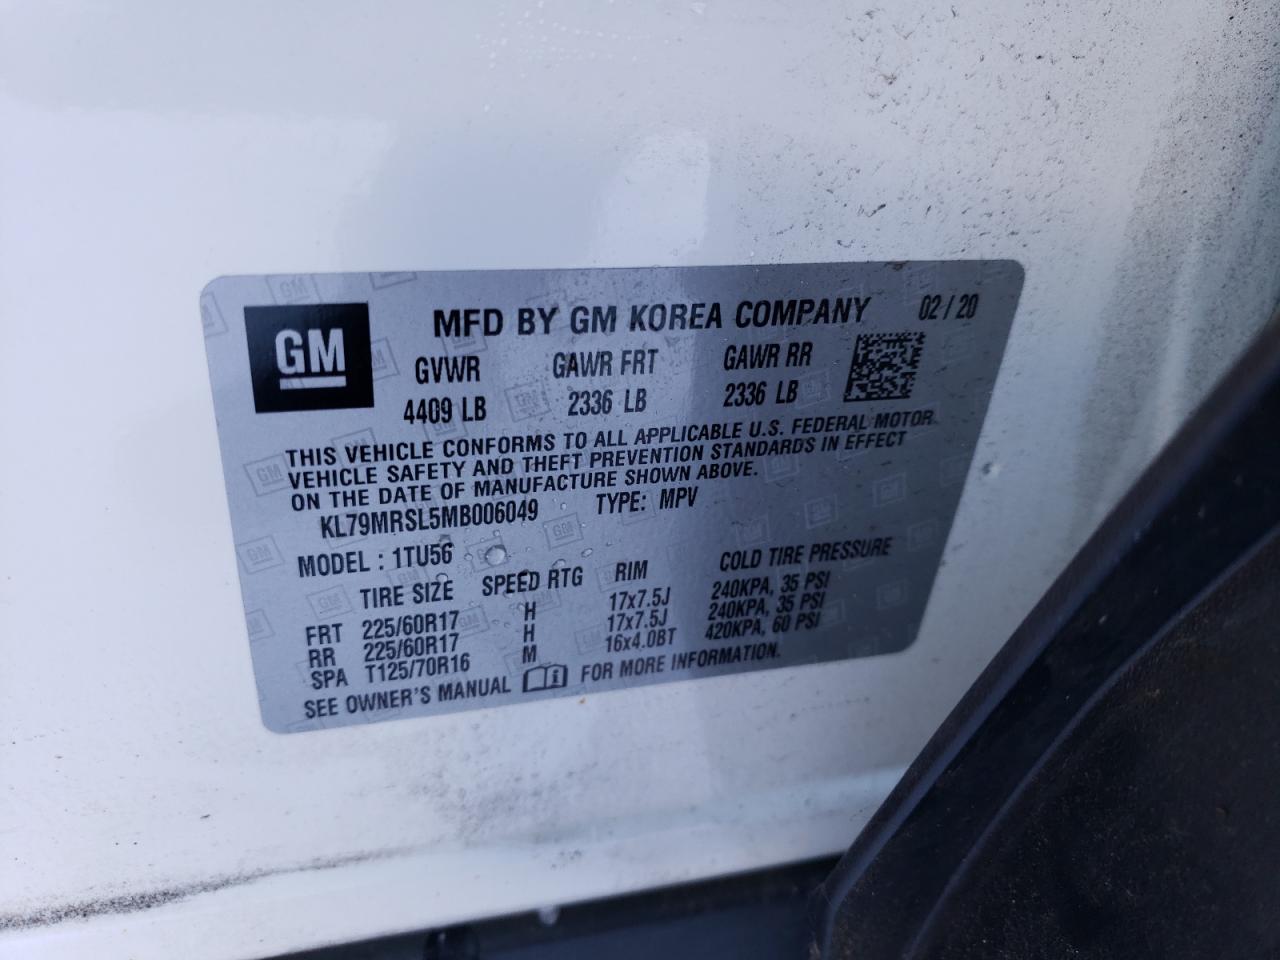 GM
MFD BY GM KOREA COMPANY 02 / 20
GVWR GAWR FRT GAWR RR
4409 LB 2336 LB 2336 LB
THIS VEHICLE CONFORMS TO ALL APPLICABLE U.S. FEDERAL MOTOR
VEHICLE SAFETY AND THEFT PREVENTION STANDARDS IN EFFECT
ON THE DATE OF MANUFACTURE SHOWN ABOVE.
KL79MRSL5MB006049 TYPE: MPV
MODEL : 1TU56
TIRE SIZE SPEED RTG RIM COLD TIRE PRESSURE
FRT 225/60R17 H 17x7.5J 240KPA, 35 PSI
RR 225/60R17 H 17x7.5J 240KPA, 35 PSI
SPA T125/70R16 M 16x4.0BT 420KPA, 60 PSI
SEE OWNER'S MANUAL FOR MORE INFORMATION.